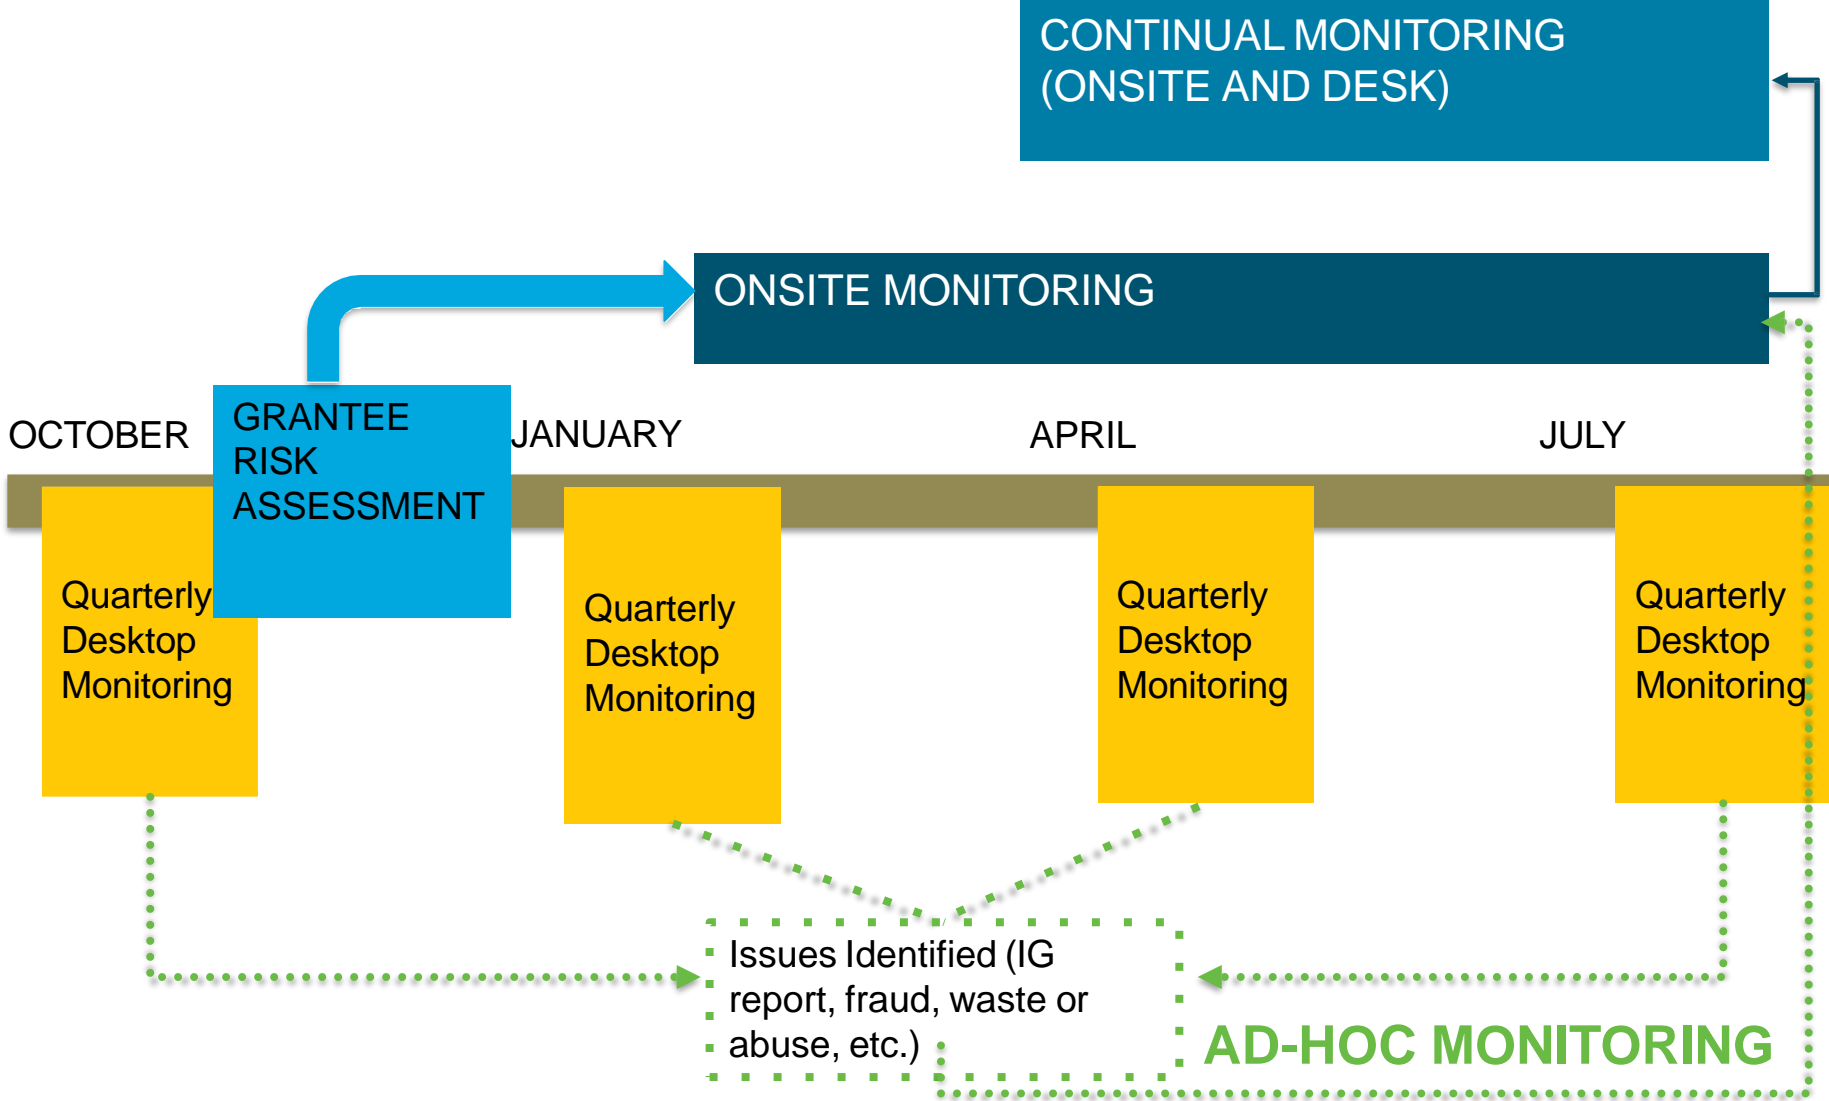 CONTINUAL MONITORING
(ONSITE AND DESK)
ONSITE MONITORING
OCTOBER
GRANTEE
RISK
ASSESSMENT
JANUARY
APRIL
JULY
Quarterly
Desktop
Monitoring
Quarterly
Desktop
Monitoring
Quarterly
Desktop
Monitoring
Quarterly
Desktop
Monitoring
Issues Identified (IG
report, fraud, waste or
abuse, etc.)
AD-HOC MONITORING